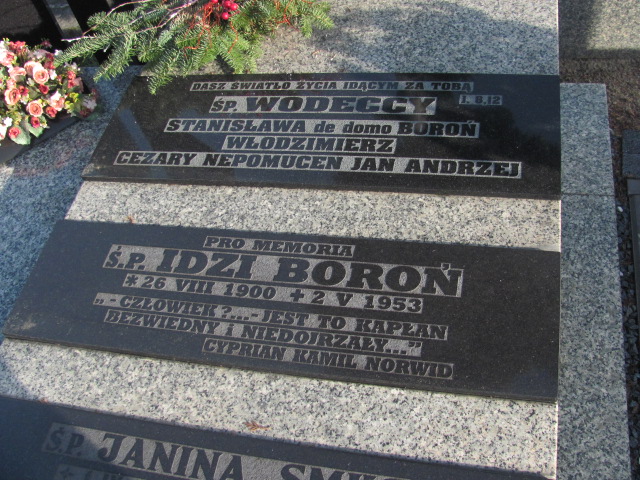 DASZ ŚWIATŁO ŻYCIA IDĄCYM ZA TOBĄ
J. 8,12
ŚP. WODECCY
STANISŁAWA de domo BOROŃ
WŁODZIMIERZ
CEZARY NEPOMUCEN JAN ANDRZEJ
PRO MEMORIA
Ś.P. IDZI BOROŃ
* 26 VIII 1900 + 2 V 1953
„-CZŁOWIEK ?...- JEST TO KAPŁAN
BEZWIEDNY I NIEDOJRZAŁY..."
CYPRIAN KAMIL NORWID
ŚP. JANINA